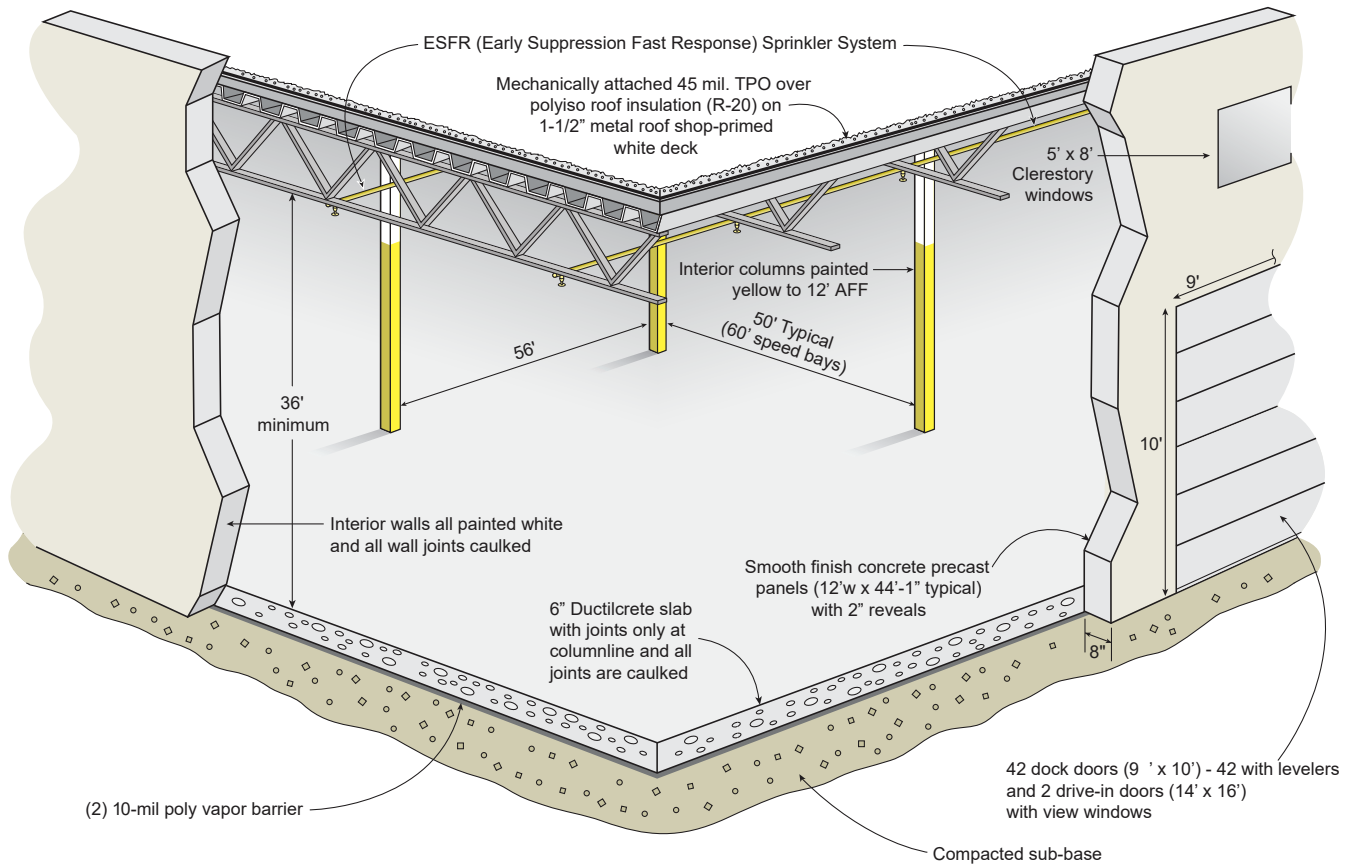 ESFR (Early Suppression Fast Response) Sprinkler System
Mechanically attached 45 mil. TPO over
polyiso roof insulation (R-20) on
1-1/2” metal roof shop-primed
white deck
5’ x 8’
Clerestory
windows
Interior columns painted
yellow to 12’ AFF
9'
56'
50' Typical
(60’ speed bays)
36'
minimum
10'
Interior walls all painted white
and all wall joints caulked
Smooth finish concrete precast
panels (12’w x 44’-1” typical)
with 2” reveals
6” Ductilcrete slab
with joints only at
columnline and all
joints are caulked
8"
42 dock doors (9 ’ x 10’) - 42 with levelers
and 2 drive-in doors (14’ x 16’)
with view windows
(2) 10-mil poly vapor barrier
Compacted sub-base